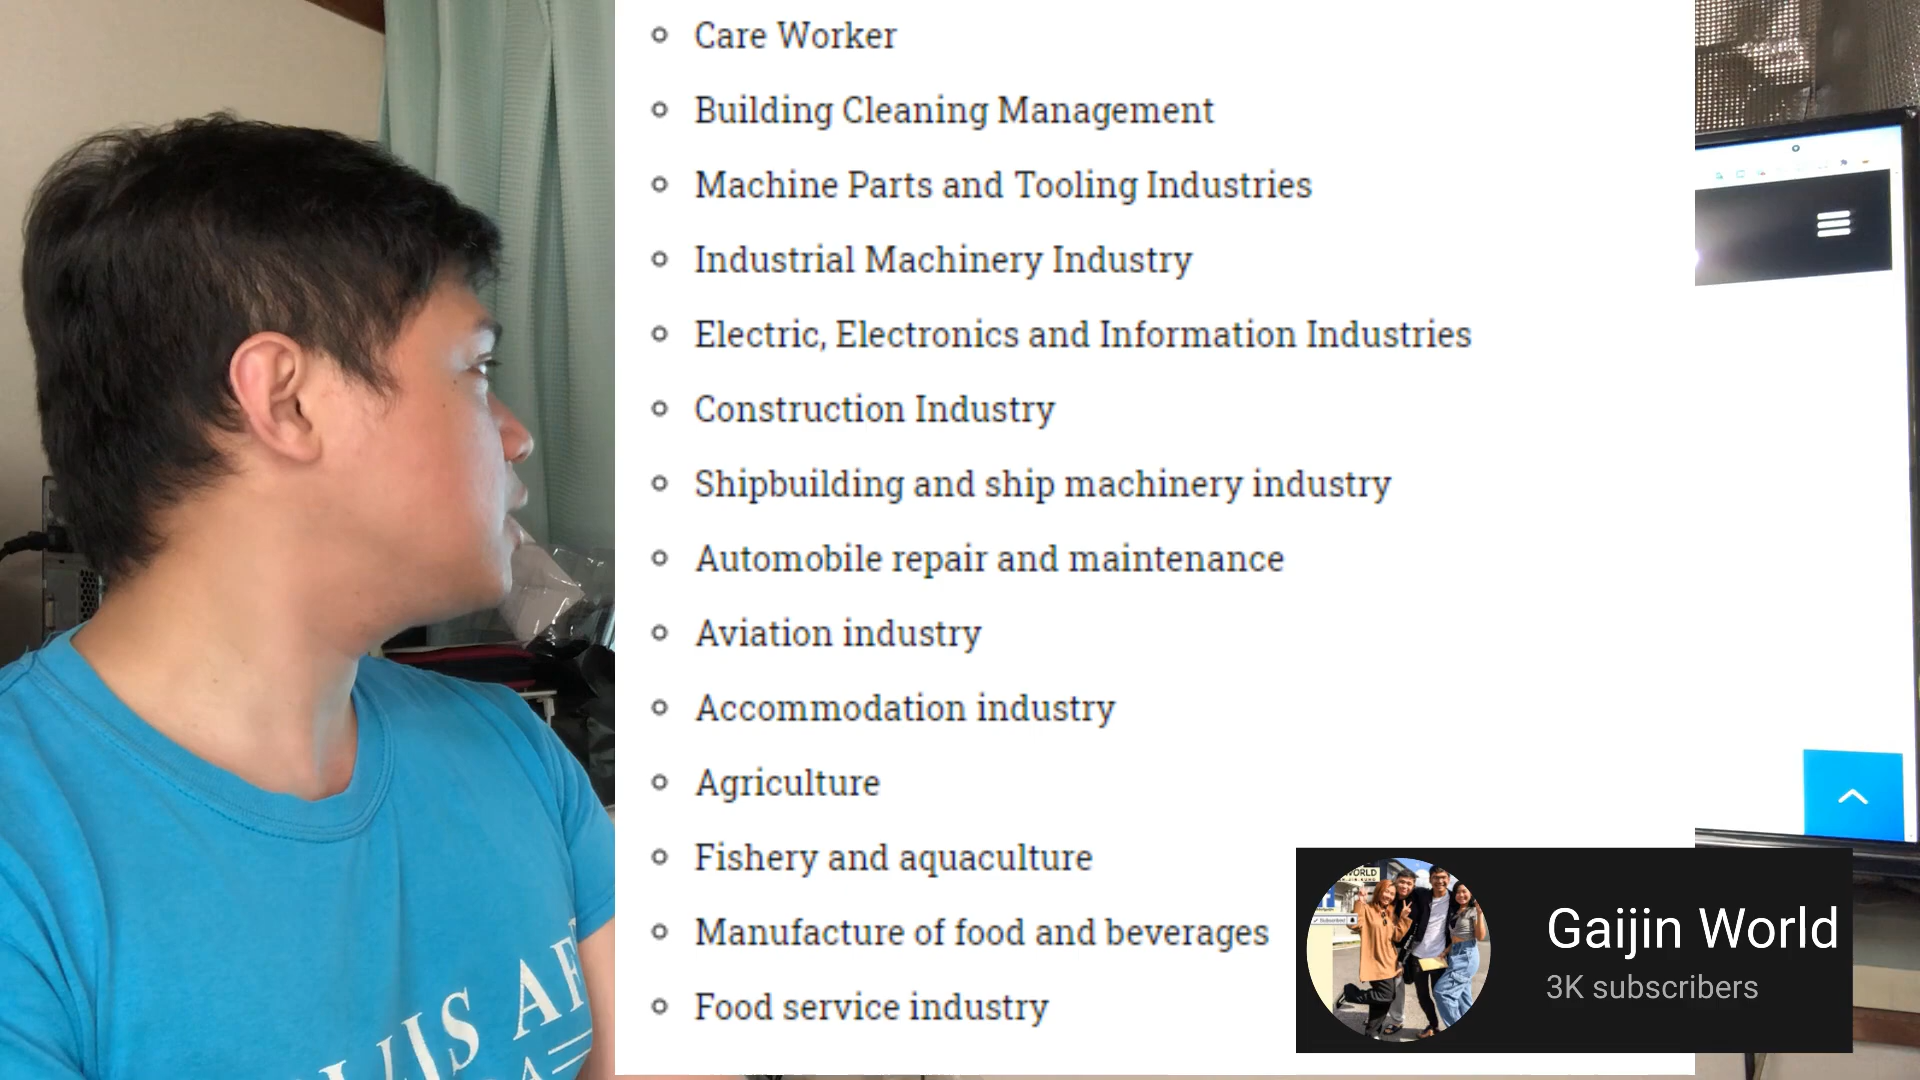 Care Worker
Building Cleaning Management
Machine Parts and Tooling Industries
Industrial Machinery Industry
Electric, Electronics and Information Industries
Construction Industry
Shipbuilding and ship machinery industry
Automobile repair and maintenance
Aviation industry
Accommodation industry
Agriculture
Fishery and aquaculture
Manufacture of food and beverages
Food service industry
WORLD
Gaijin World
3K subscribers